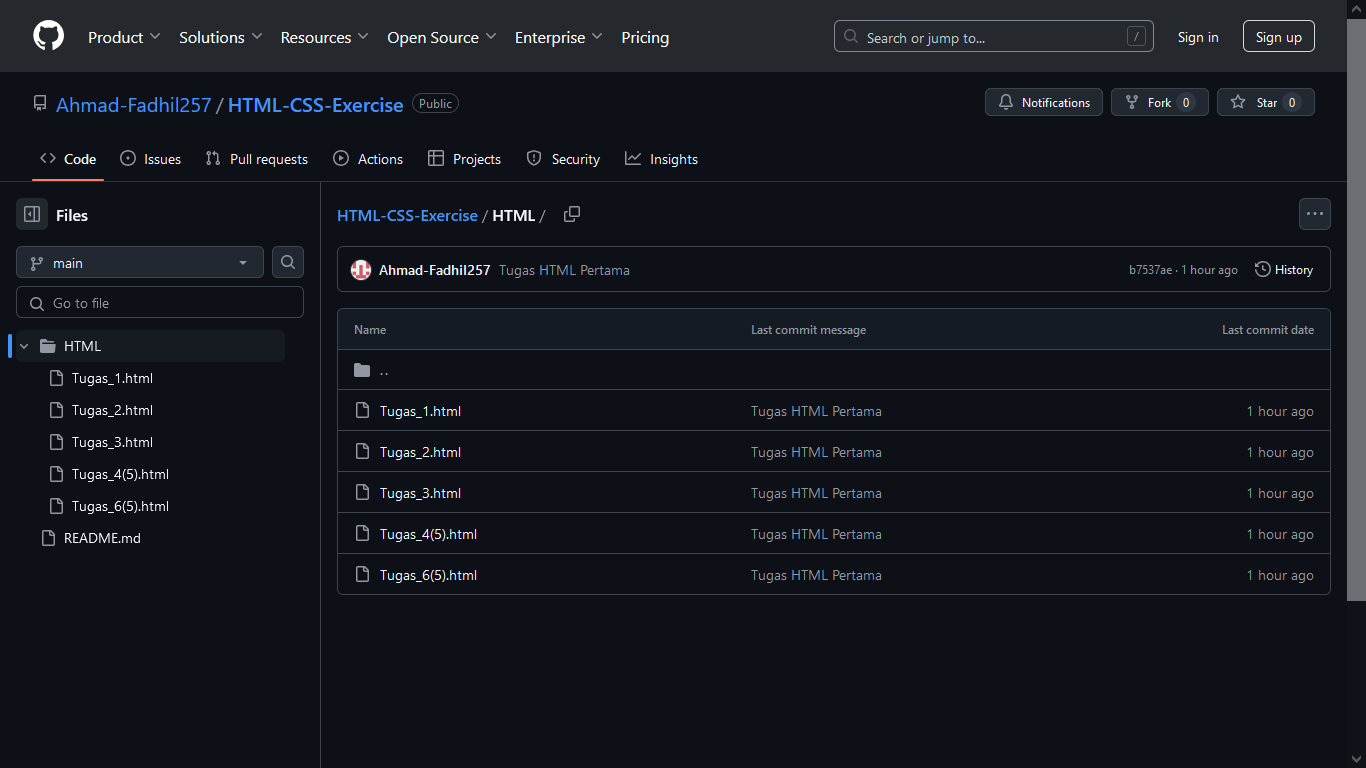 Product Solutions Resources Open Source Enterprise Pricing Search or jump to... / Sign in Sign up
Ahmad-Fadhil257 / HTML-CSS-Exercise Public Notifications Fork 0 Star 0
Code Issues Pull requests Actions Projects Security Insights
Files
main
Go to file
HTML
Tugas_1.html
Tugas_2.html
Tugas_3.html
Tugas_4(5).html
Tugas_6(5).html
README.md
HTML-CSS-Exercise / HTML /
Ahmad-Fadhil257 Tugas HTML Pertama b7537ae · 1 hour ago History
Name Last commit message Last commit date
..
Tugas_1.html Tugas HTML Pertama 1 hour ago
Tugas_2.html Tugas HTML Pertama 1 hour ago
Tugas_3.html Tugas HTML Pertama 1 hour ago
Tugas_4(5).html Tugas HTML Pertama 1 hour ago
Tugas_6(5).html Tugas HTML Pertama 1 hour ago